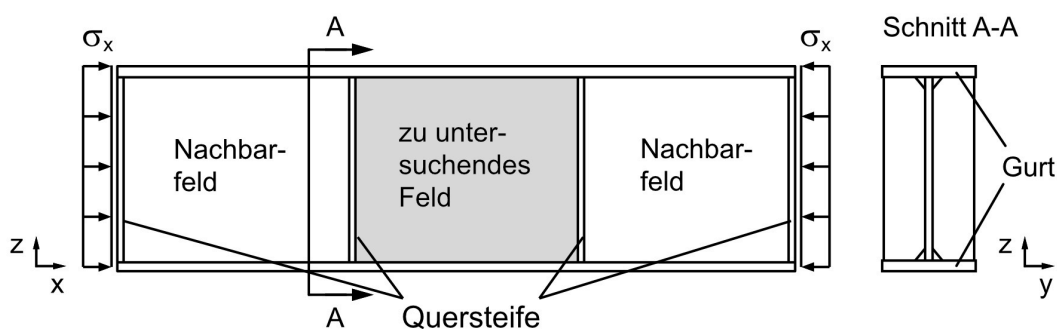 σx
A
σx
Schnitt A-A
Nachbar-
feld
zu unter-
suchendes
Feld
Nachbar-
feld
Gurt
z
x
A
Quersteife
z
y